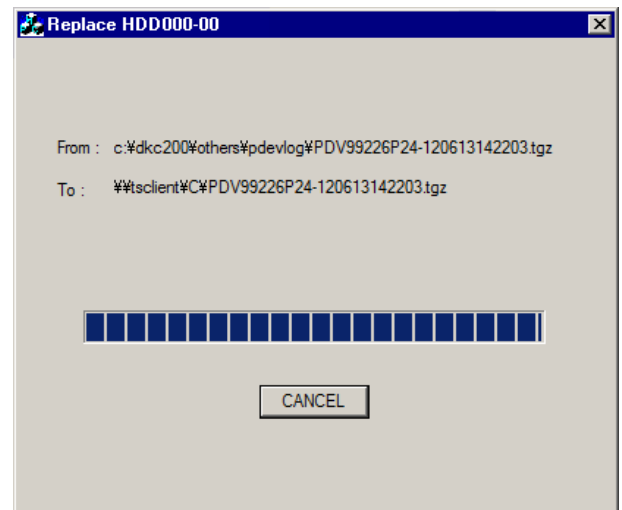 Replace HDD000-00
From : c:¥dkc200¥others¥pdevlog¥PDV99226P24-120613142203.tgz
To : ¥¥tsclient¥C¥PDV99226P24-120613142203.tgz
CANCEL